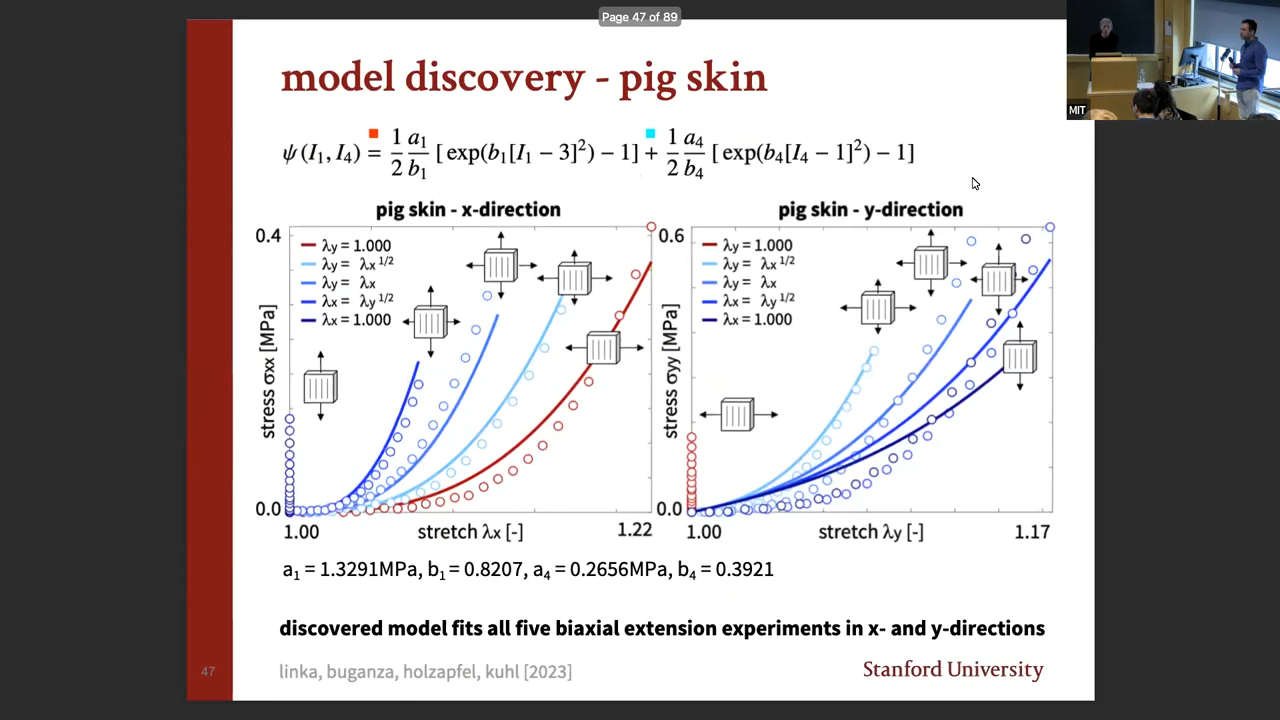 Page 47 of 89
MIT
model discovery - pig skin
ψ(I₁, I₄) = 1/2 a₁/b₁ [exp(b₁[I₁ − 3]²) − 1] + 1/2 a₄/b₄ [exp(b₄[I₄ − 1]²) − 1]
pig skin - x-direction
0.4
λy = 1.000
λy = λx 1/2
λy = λx
λx = λy 1/2
λx = 1.000
stress σxx [MPa]
0.0
1.00
stretch λx [-]
1.22
pig skin - y-direction
0.6
λy = 1.000
λy = λx 1/2
λy = λx
λx = λy 1/2
λx = 1.000
stress σyy [MPa]
0.0
1.00
stretch λy [-]
1.17
a₁ = 1.3291MPa, b₁ = 0.8207, a₄ = 0.2656MPa, b₄ = 0.3921
discovered model fits all five biaxial extension experiments in x- and y-directions
47
linka, buganza, holzapfel, kuhl [2023]
Stanford University